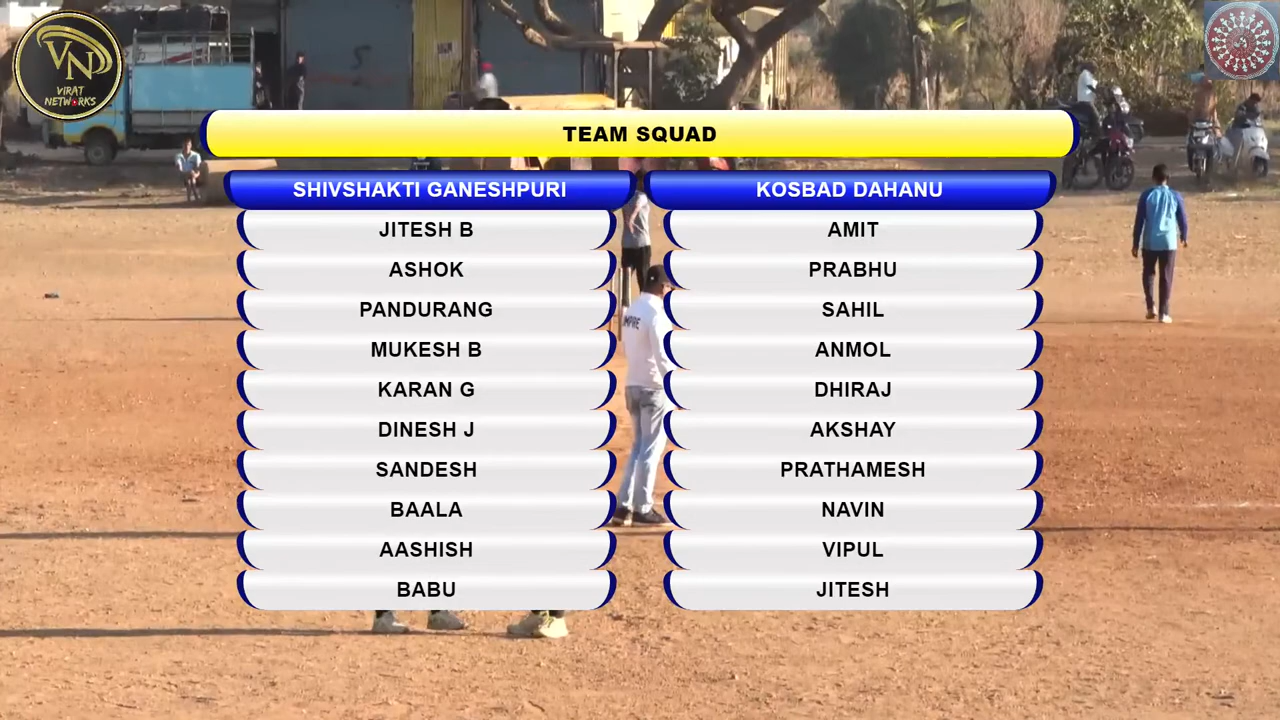 VN
VIRAT
NETWORKS
TEAM SQUAD
SHIVSHAKTI GANESHPURI
KOSBAD DAHANU
JITESH B
AMIT
ASHOK
PRABHU
PANDURANG
SAHIL
MUKESH B
ANMOL
KARAN G
DHIRAJ
DINESH J
AKSHAY
SANDESH
PRATHAMESH
BAALA
NAVIN
AASHISH
VIPUL
BABU
JITESH